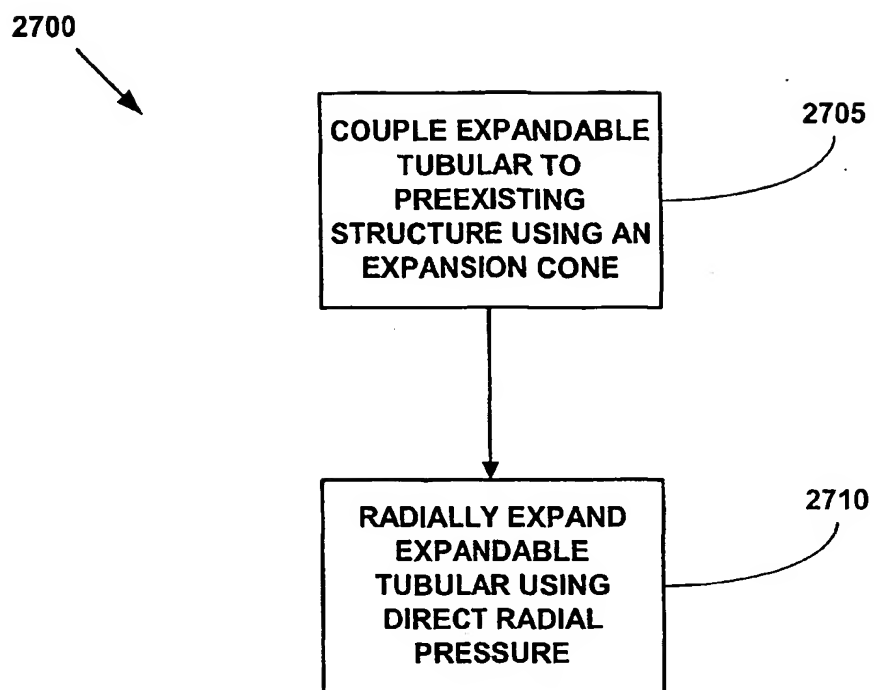 2700
COUPLE EXPANDABLE
TUBULAR TO
PREEXISTING
STRUCTURE USING AN
EXPANSION CONE
2705
RADIALLY EXPAND
EXPANDABLE
TUBULAR USING
DIRECT RADIAL
PRESSURE
2710